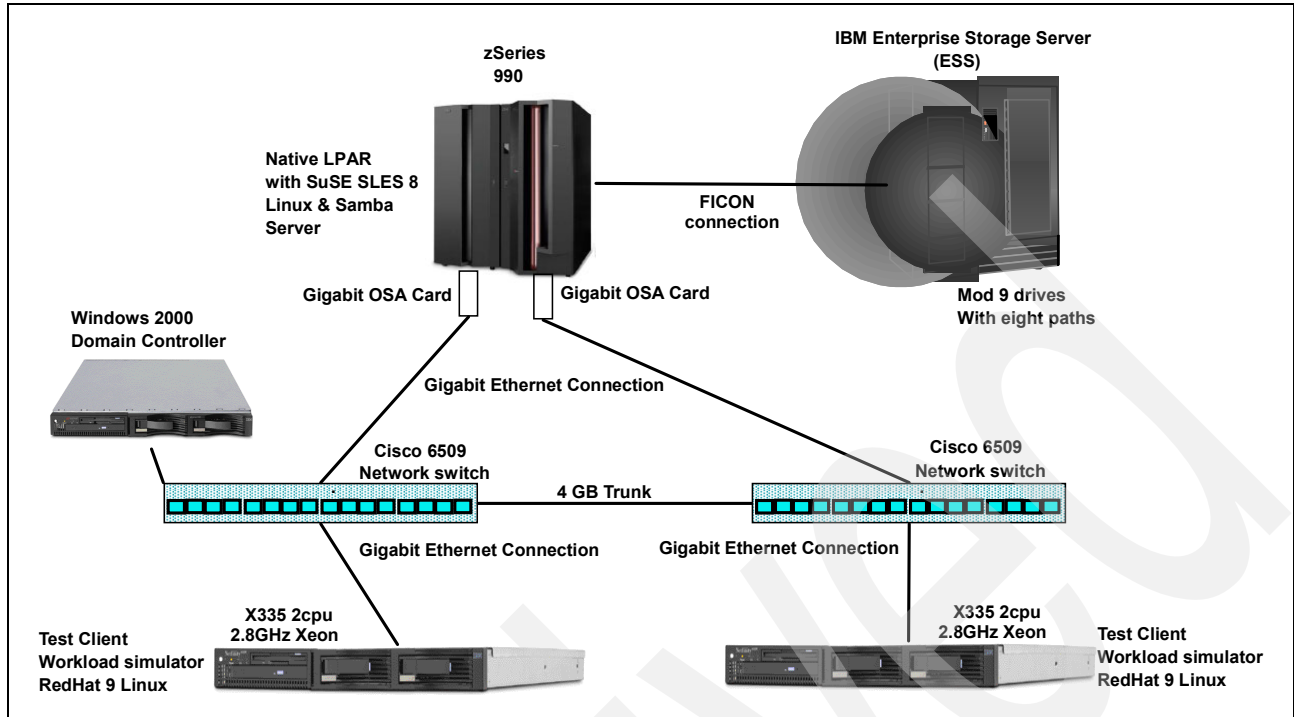 zSeries
990
IBM Enterprise Storage Server
(ESS)
Native LPAR
with SuSE SLES 8
Linux & Samba
Server
FICON
connection
Gigabit OSA Card
Gigabit OSA Card
Mod 9 drives
With eight paths
Windows 2000
Domain Controller
Gigabit Ethernet Connection
Cisco 6509
Network switch
Cisco 6509
Network switch
4 GB Trunk
Gigabit Ethernet Connection
Gigabit Ethernet Connection
X335 2cpu
2.8GHz Xeon
Test Client
Workload simulator
RedHat 9 Linux
X335 2cpu
2.8GHz Xeon
Test Client
Workload simulator
RedHat 9 Linux